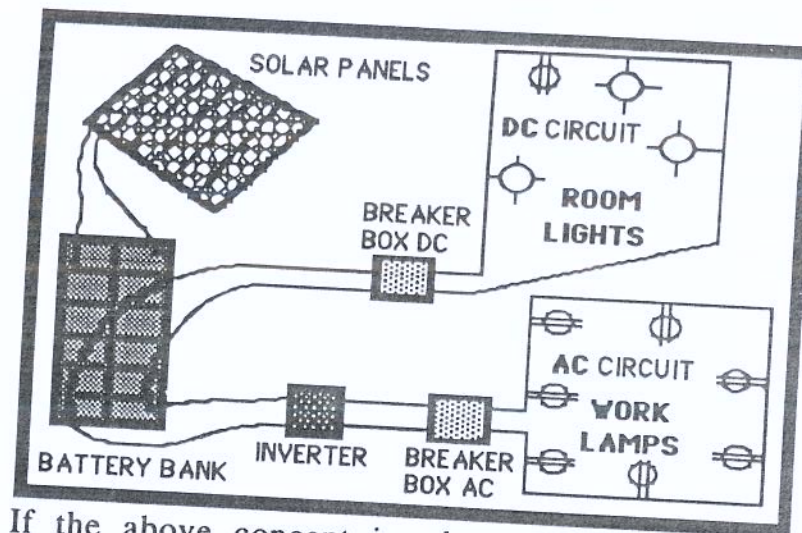 SOLAR PANELS
DC CIRCUIT
ROOM
LIGHTS
BREAKER
BOX DC
AC CIRCUIT
WORK
LAMPS
BATTERY BANK
INVERTER
BREAKER
BOX AC
If the above concept is